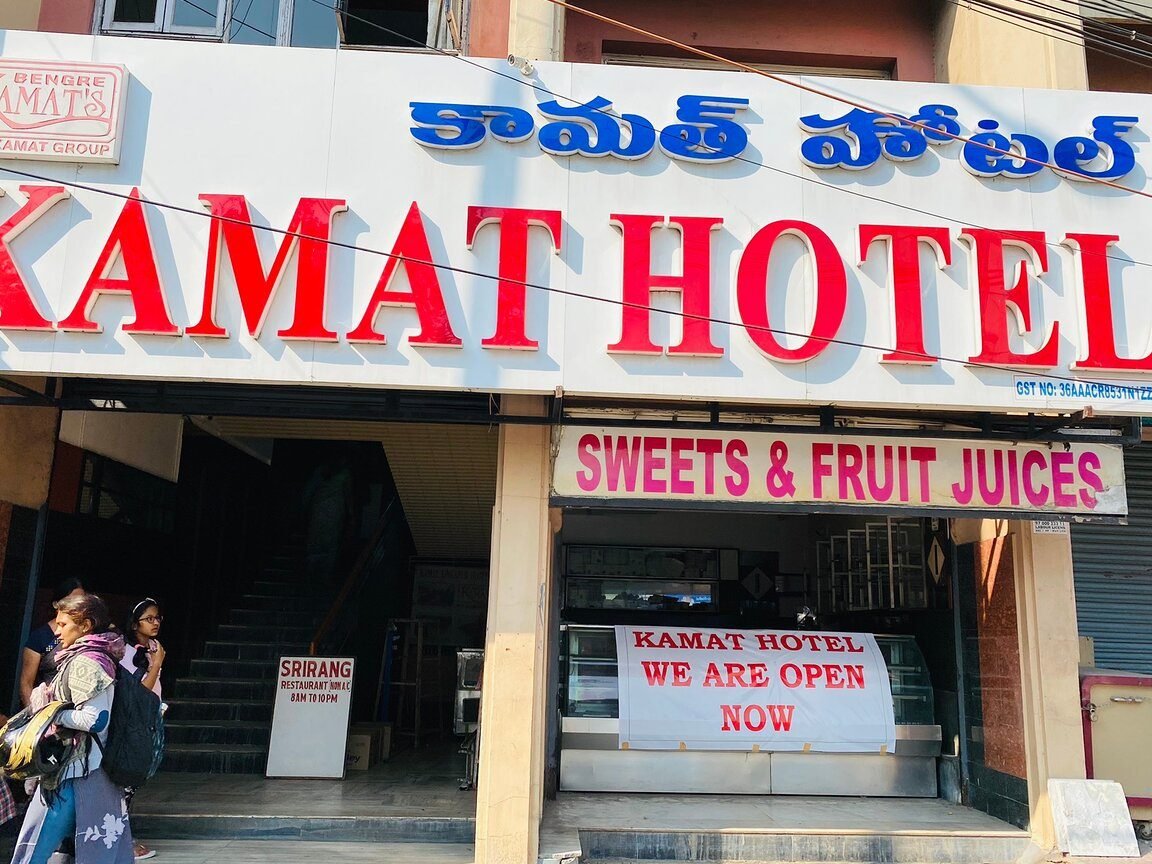 BENGRE
KAMAT'S
KAMAT GROUP
కామత్ హోటల్
KAMAT HOTEL
GST NO: 36AAACR8531N1ZZ
SWEETS & FRUIT JUICES
SRIRANG
RESTAURANT NON A.C
8AM TO 10PM
KAMAT HOTEL
WE ARE OPEN
NOW